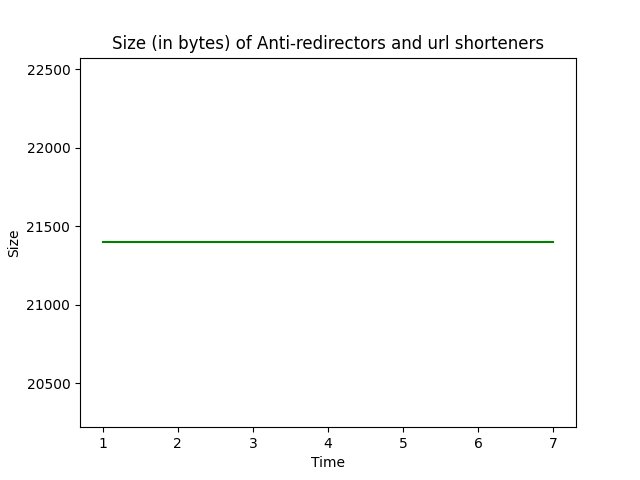 Size (in bytes) of Anti-redirectors and url shorteners
22500
22000
21500
21000
20500
Size
1 2 3 4 5 6 7
Time